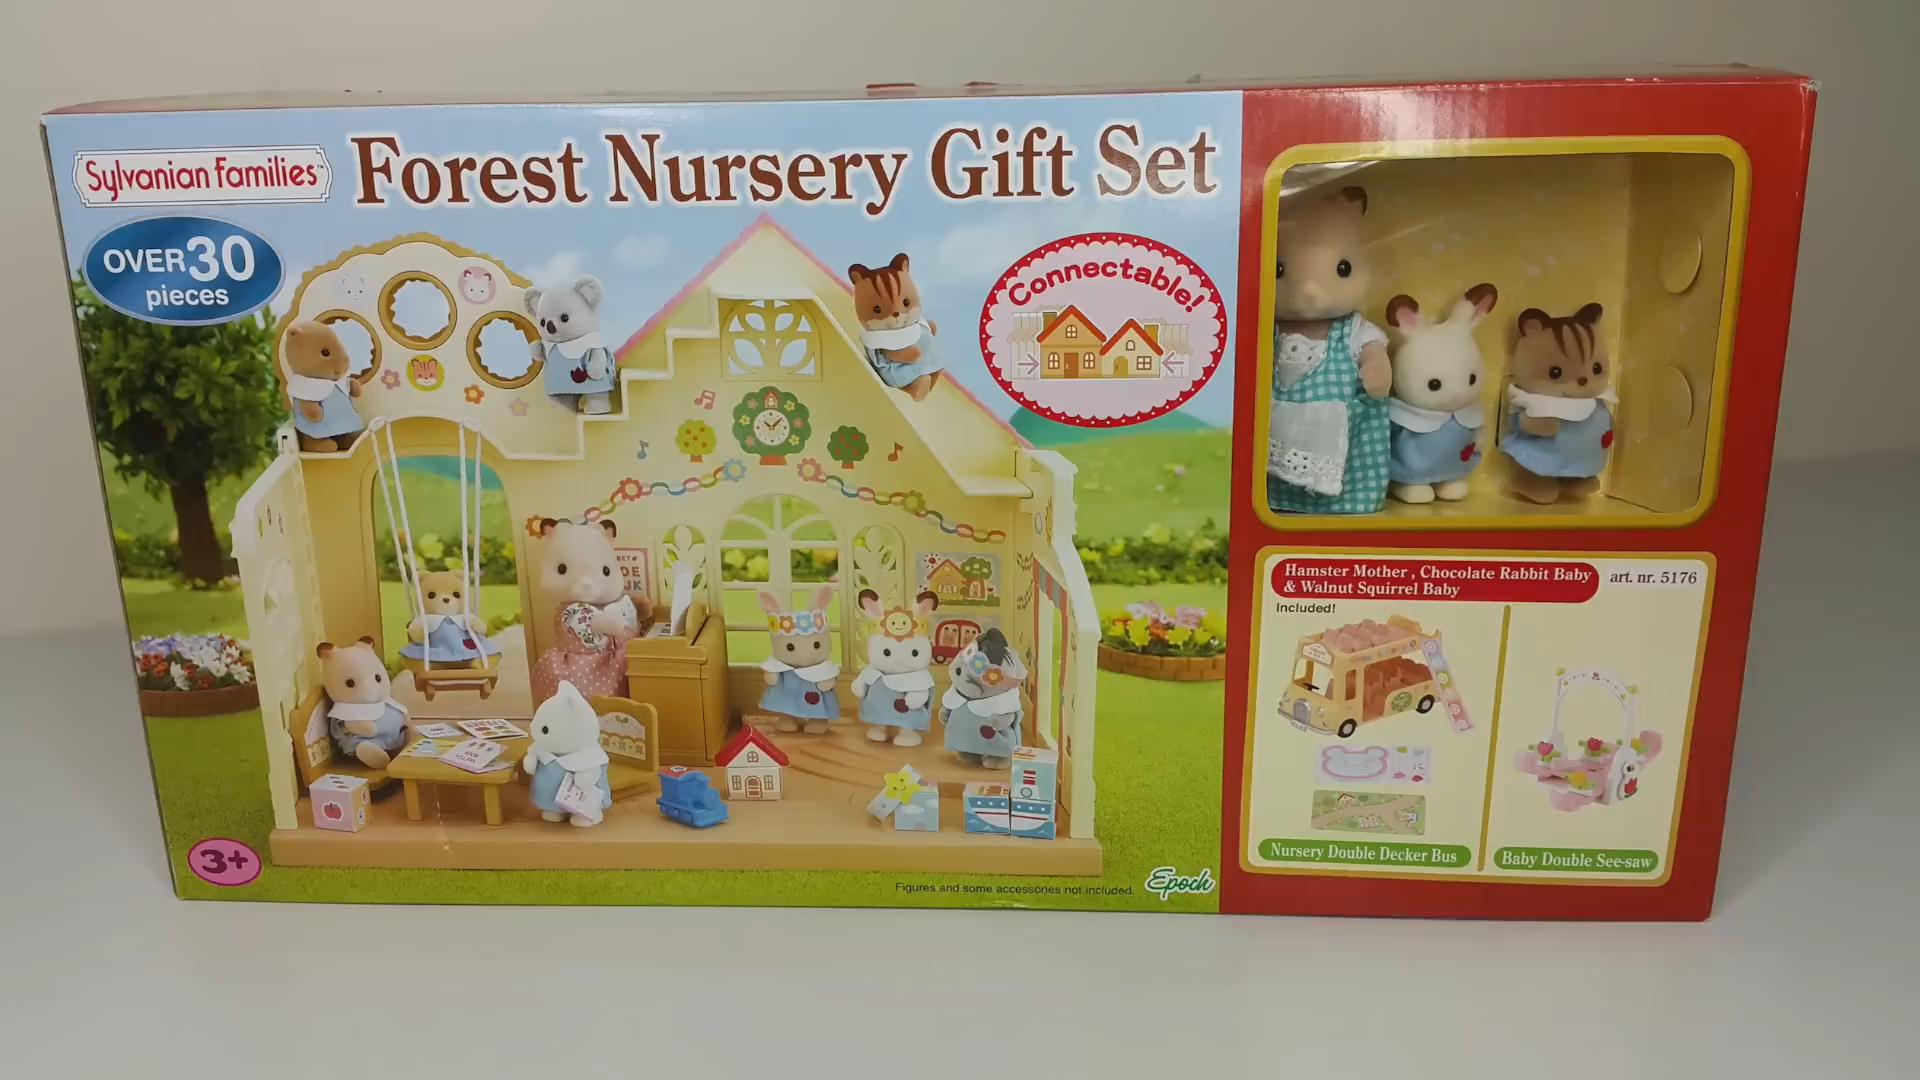 Sylvanian Families™
Forest Nursery Gift Set
OVER 30
pieces
Connectable!
3+
Figures and some accessories not included.
Epoch
Hamster Mother , Chocolate Rabbit Baby
& Walnut Squirrel Baby
art. nr. 5176
Included!
Nursery Double Decker Bus
Baby Double See-saw